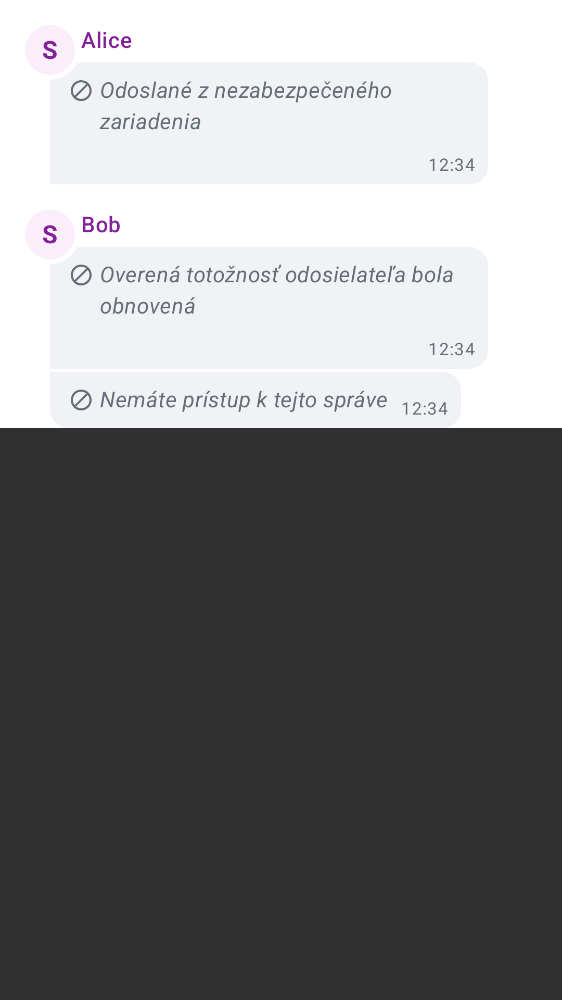 S
Alice
Odoslané z nezabezpečeného
zariadenia
12:34
S
Bob
Overená totožnosť odosielateľa bola
obnovená
12:34
Nemáte prístup k tejto správe
12:34